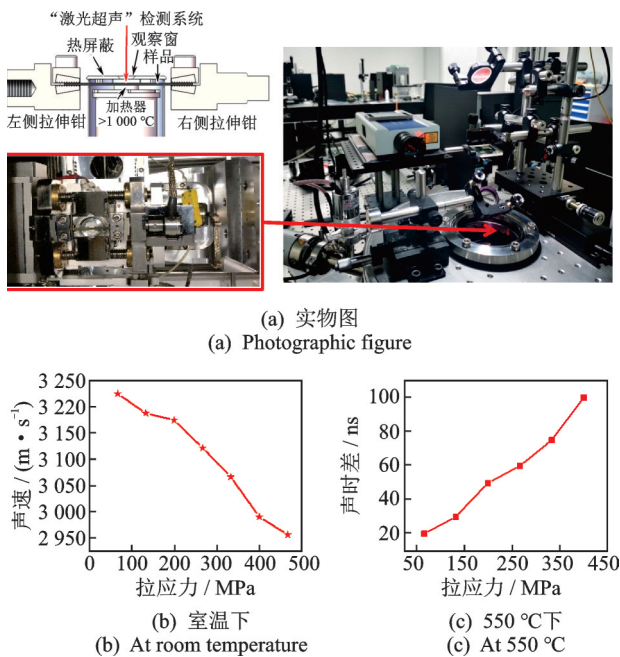 “激光超声”检测系统
热屏蔽
观察窗
样品
加热器
>1 000 ℃
左侧拉伸钳
右侧拉伸钳
(a) 实物图
(a) Photographic figure
声速 / (m • s⁻¹)
3 250
3 220
3 150
3 100
3 050
3 000
2 950
0 100 200 300 400 500
拉应力 / MPa
(b) 室温下
(b) At room temperature
声时差 / ns
100
80
60
40
20
50 150 250 350 450
拉应力 / MPa
(c) 550 ℃下
(c) At 550 ℃